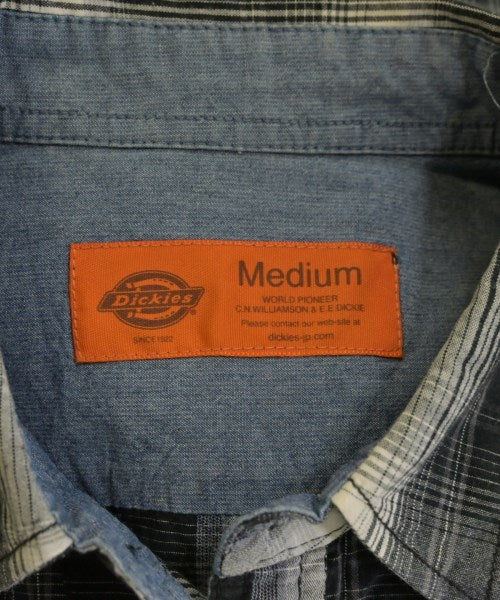 Dickies
SINCE 1922
Medium
WORLD PIONEER
C.N.WILLIAMSON & E.E.DICKIE
Please contact our web-site at
dickies-jp.com